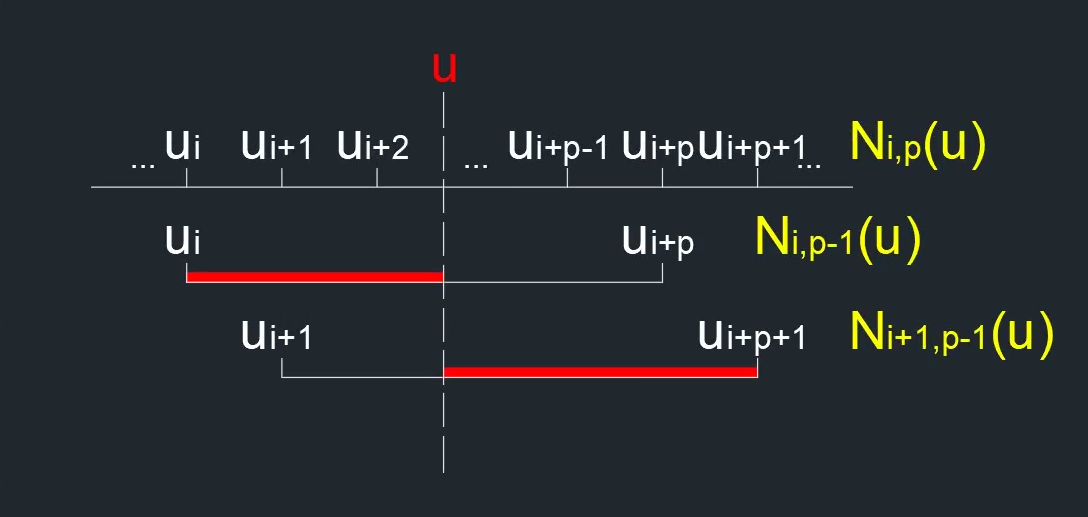 u
... ui ui+1 ui+2 ... ui+p-1 ui+p ui+p+1 ... Ni,p(u)
ui ui+p Ni,p-1(u)
ui+1 ui+p+1 Ni+1,p-1(u)